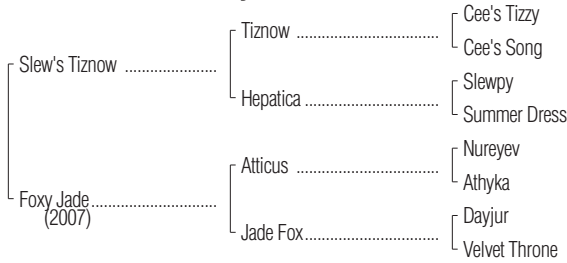 Cee's Tizzy
Tiznow ..................................
Cee's Song
Slew's Tiznow .....................
Slewpy
Hepatica ................................
Summer Dress
Nureyev
Atticus ...................................
Athyka
Foxy Jade............................
(2007)
Dayjur
Jade Fox................................
Velvet Throne